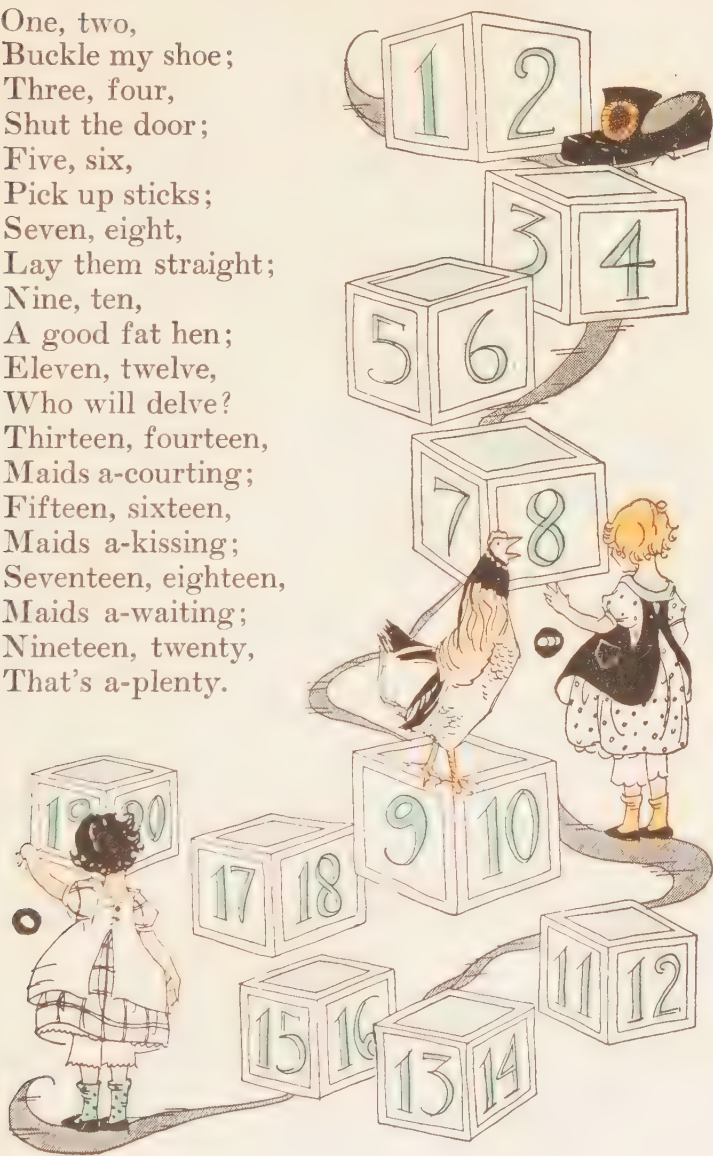 One, two,
Buckle my shoe;
Three, four,
Shut the door;
Five, six,
Pick up sticks;
Seven, eight,
Lay them straight;
Nine, ten,
A good fat hen;
Eleven, twelve,
Who will delve?
Thirteen, fourteen,
Maids a-courting;
Fifteen, sixteen,
Maids a-kissing;
Seventeen, eighteen,
Maids a-waiting;
Nineteen, twenty,
That's a-plenty.
1 2
3 4
5 6
7 8
9 10
11 12
13 14
15 16
17 18
19 20